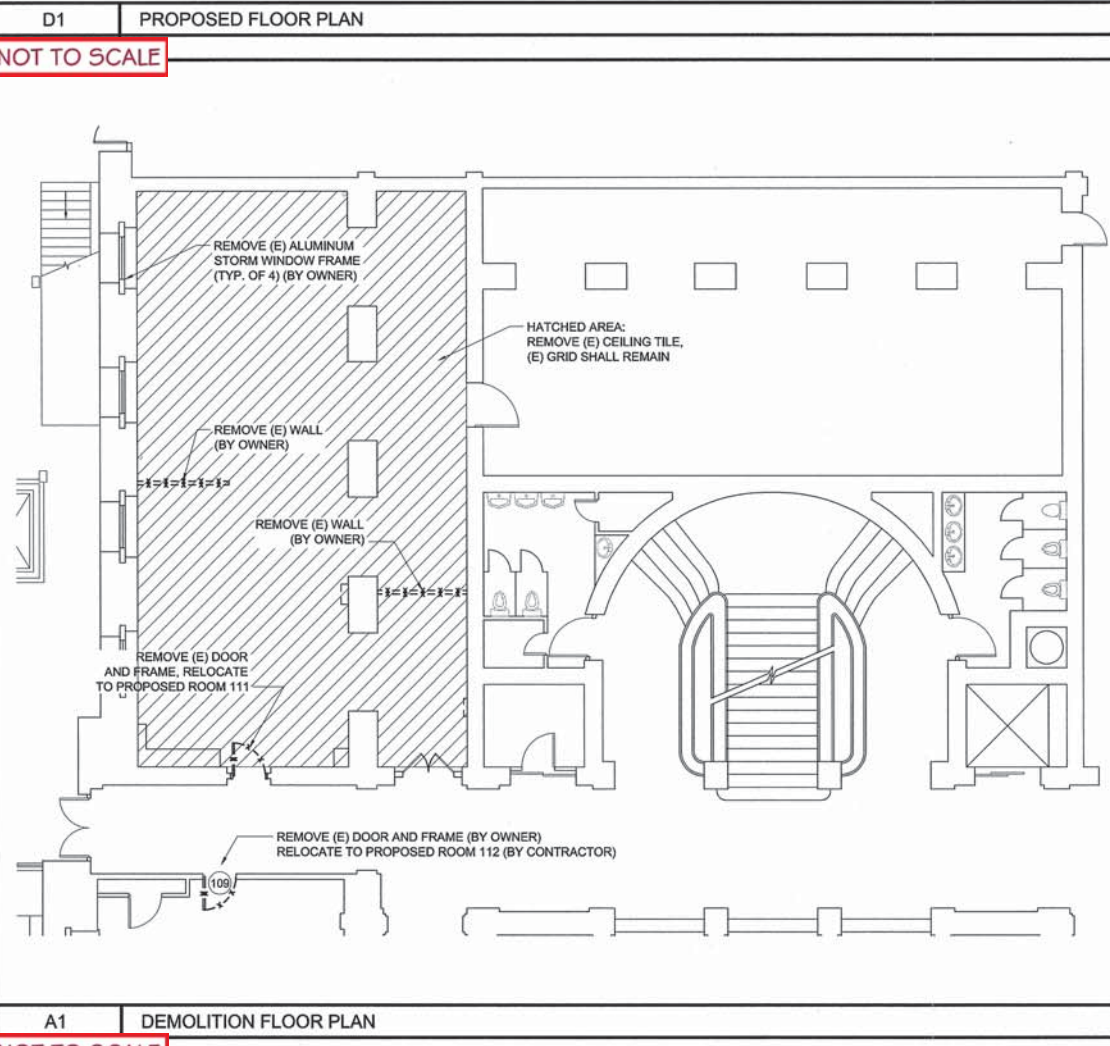 D1 PROPOSED FLOOR PLAN
NOT TO SCALE
REMOVE (E) ALUMINUM
STORM WINDOW FRAME
(TYP. OF 4) (BY OWNER)
HATCHED AREA:
REMOVE (E) CEILING TILE,
(E) GRID SHALL REMAIN
REMOVE (E) WALL
(BY OWNER)
REMOVE (E) WALL
(BY OWNER)
REMOVE (E) DOOR
AND FRAME, RELOCATE
TO PROPOSED ROOM 111
REMOVE (E) DOOR AND FRAME (BY OWNER)
RELOCATE TO PROPOSED ROOM 112 (BY CONTRACTOR)
109
A1 DEMOLITION FLOOR PLAN
NOT TO SCALE